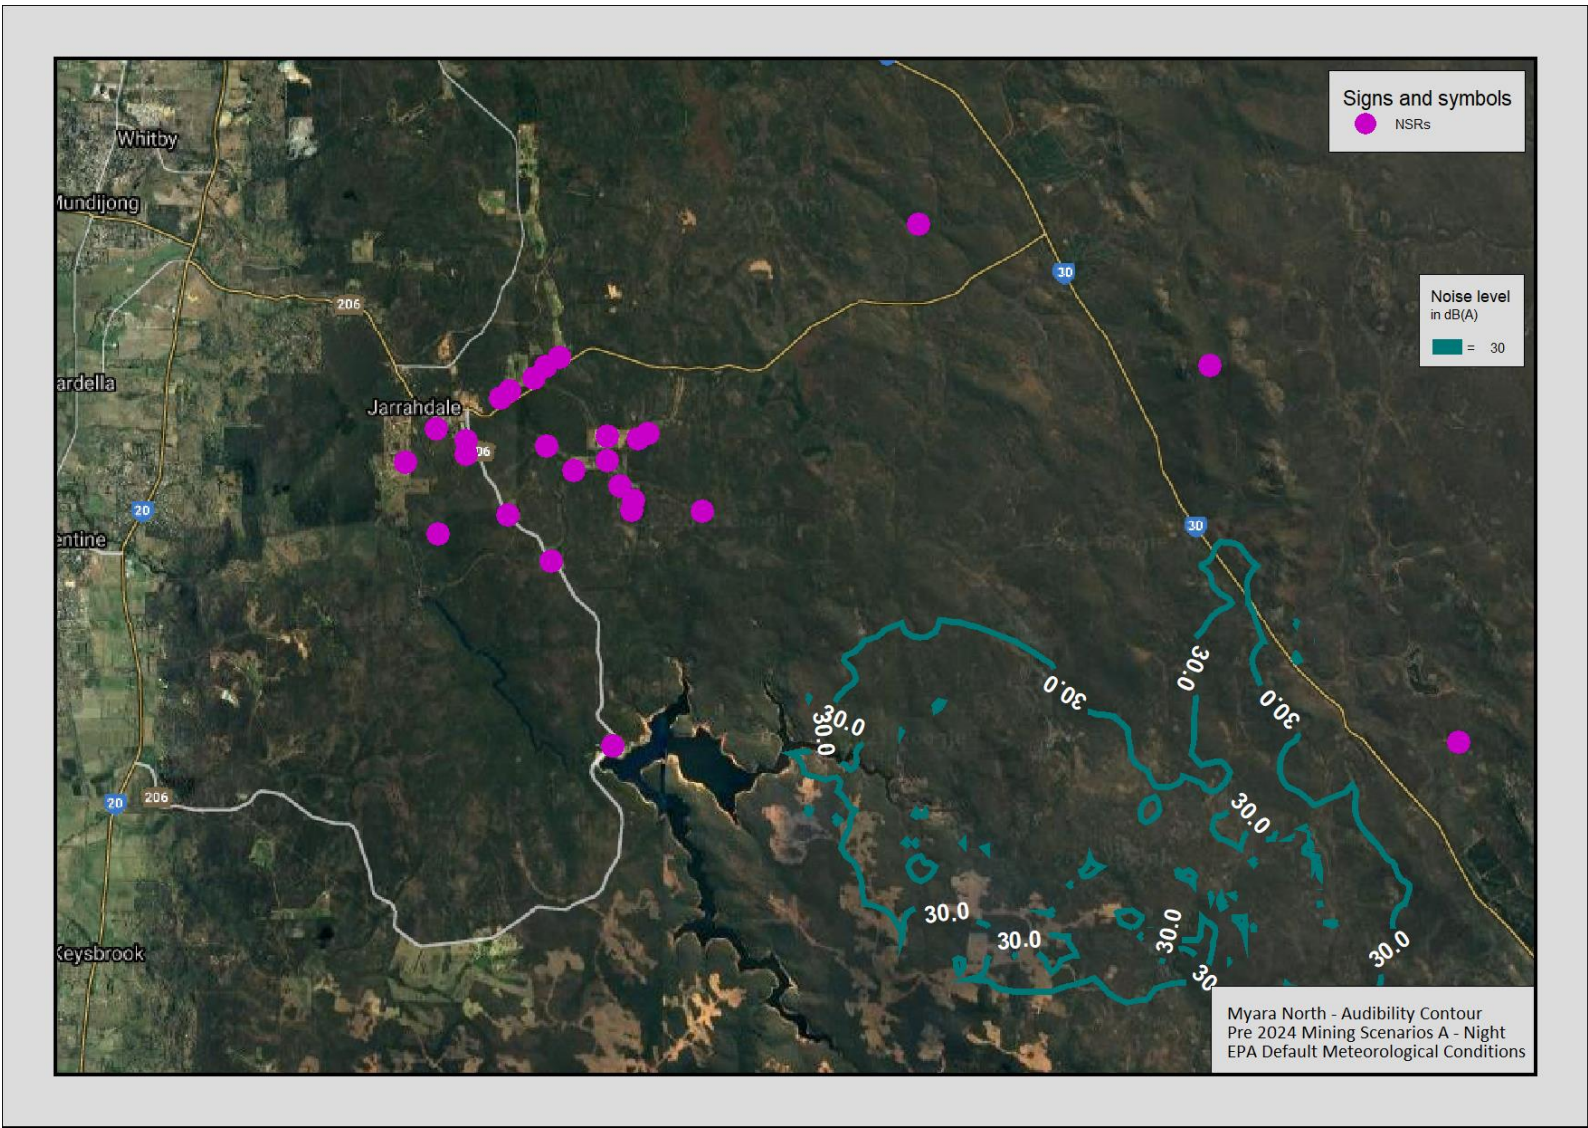 Signs and symbols
NSRs
Whitby
Mundijong
30
Noise level
in dB(A)
= 30
206
ardella
Jarrahdale
06
20
30
entine
30.0
30.0
30.0
30.0
30.0
20
206
30.0
30.0
30.0
30.0
30.0
Keysbrook
30
Myara North - Audibility Contour
Pre 2024 Mining Scenarios A - Night
EPA Default Meteorological Conditions